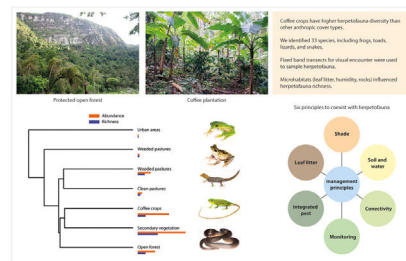 Coffee crops have higher herpetofauna diversity than
other anthropic cover types.
We identified 33 species, including frogs, toads,
lizards, and snakes.
Fixed band transects for visual encounter were used
to sample herpetofauna.
Microhabitats (leaf litter, humidity, rocks) influenced
herpetofauna richness.
Protected open forest
Coffee plantation
Six principles to coexist with herpetofauna
Abundance
Richness
Urban areas
Weeded pastures
Wooded pastures
Clean pastures
Coffee crops
Secondary vegetation
Open forest
Shade
Leaf litter
Soil and
water
management
principles
Integrated
pest
Conectivity
Monitoring